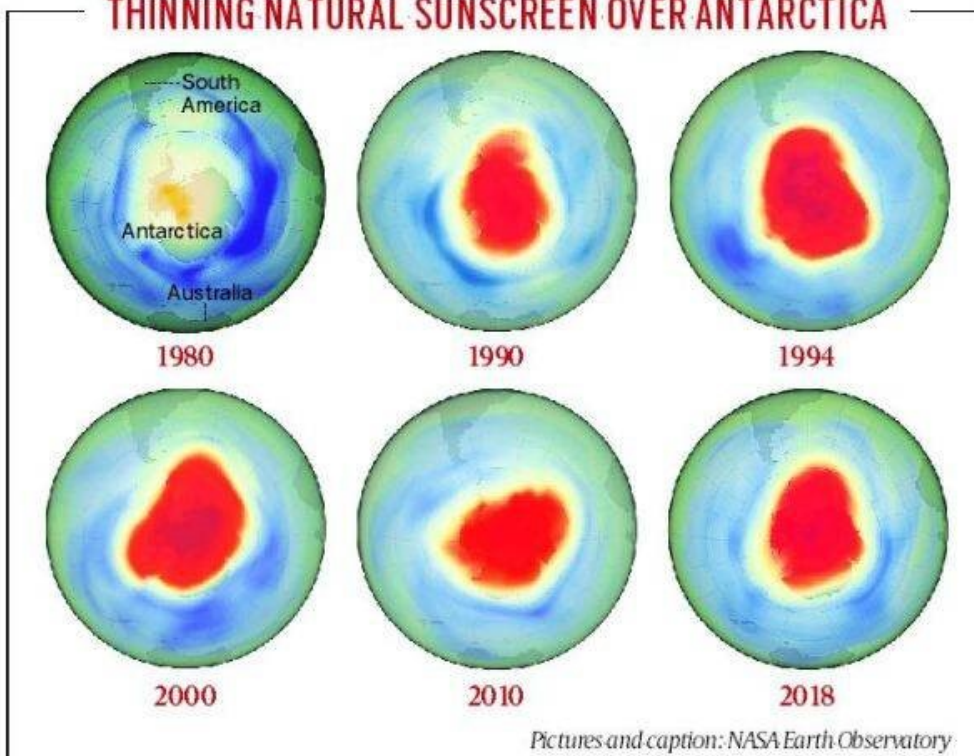 THINNING NATURAL SUNSCREEN OVER ANTARCTICA
South
America
Antarctica
Australia
1980
1990
1994
2000
2010
2018
Pictures and caption: NASA Earth Observatory